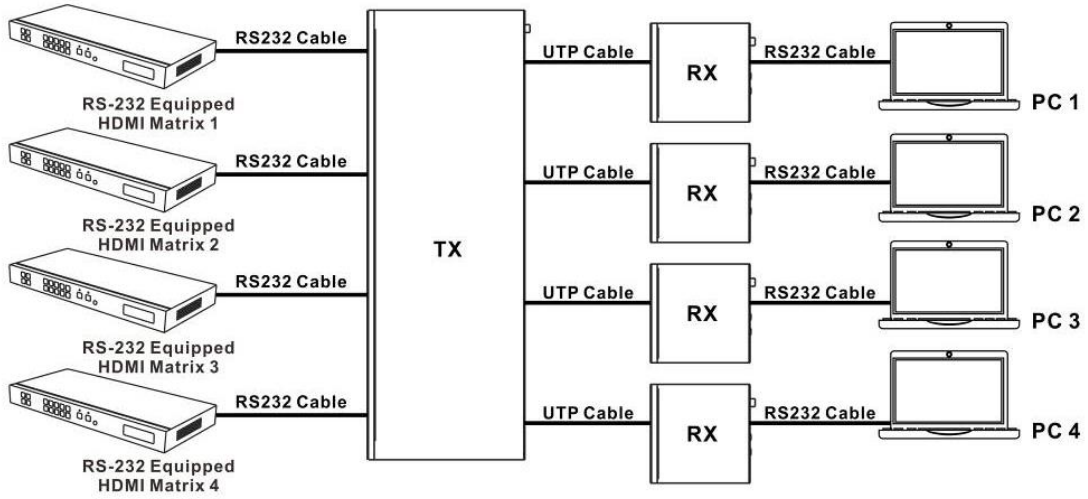 RS232 Cable
RS-232 Equipped
HDMI Matrix 1
RS232 Cable
RS-232 Equipped
HDMI Matrix 2
RS232 Cable
RS-232 Equipped
HDMI Matrix 3
RS232 Cable
RS-232 Equipped
HDMI Matrix 4
TX
UTP Cable
RX
RS232 Cable
PC 1
UTP Cable
RX
RS232 Cable
PC 2
UTP Cable
RX
RS232 Cable
PC 3
UTP Cable
RX
RS232 Cable
PC 4